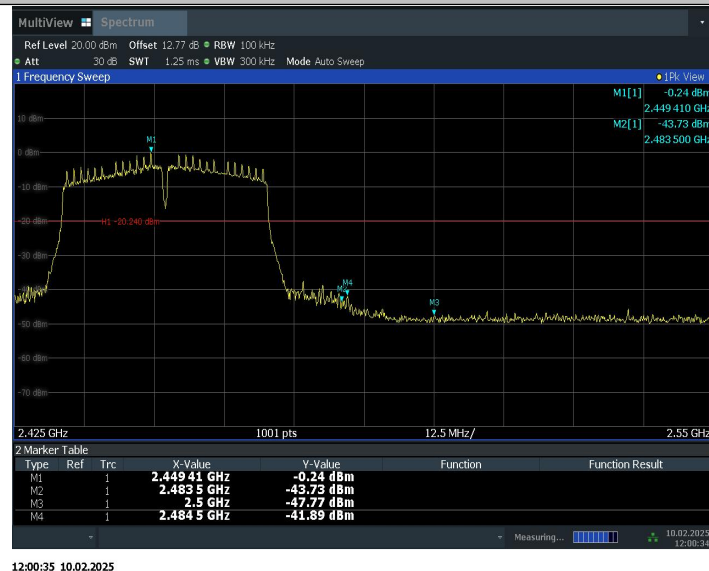 MultiView Spectrum
Ref Level 20.00 dBm Offset 12.77 dB RBW 100 kHz
Att 30 dB SWT 1.25 ms VBW 300 kHz Mode Auto Sweep
1 Frequency Sweep 1Pk View
M1[1] -0.24 dBm
2.449 410 GHz
M2[1] -43.73 dBm
2.483 500 GHz
10 dBm
M1
0 dBm
-10 dBm
-20 dBm H1 -20.240 dBm
-30 dBm
M4
M3
-50 dBm
-60 dBm
-70 dBm
2.425 GHz 1001 pts 12.5 MHz/ 2.55 GHz
2 Marker Table
Type Ref Trc X-Value Y-Value Function Function Result
M1 1 2.449 41 GHz -0.24 dBm
M2 1 2.483 5 GHz -43.73 dBm
M3 1 2.5 GHz -47.77 dBm
M4 1 2.484 5 GHz -41.89 dBm
Measuring... 10.02.2025
12:00:34
12:00:35 10.02.2025